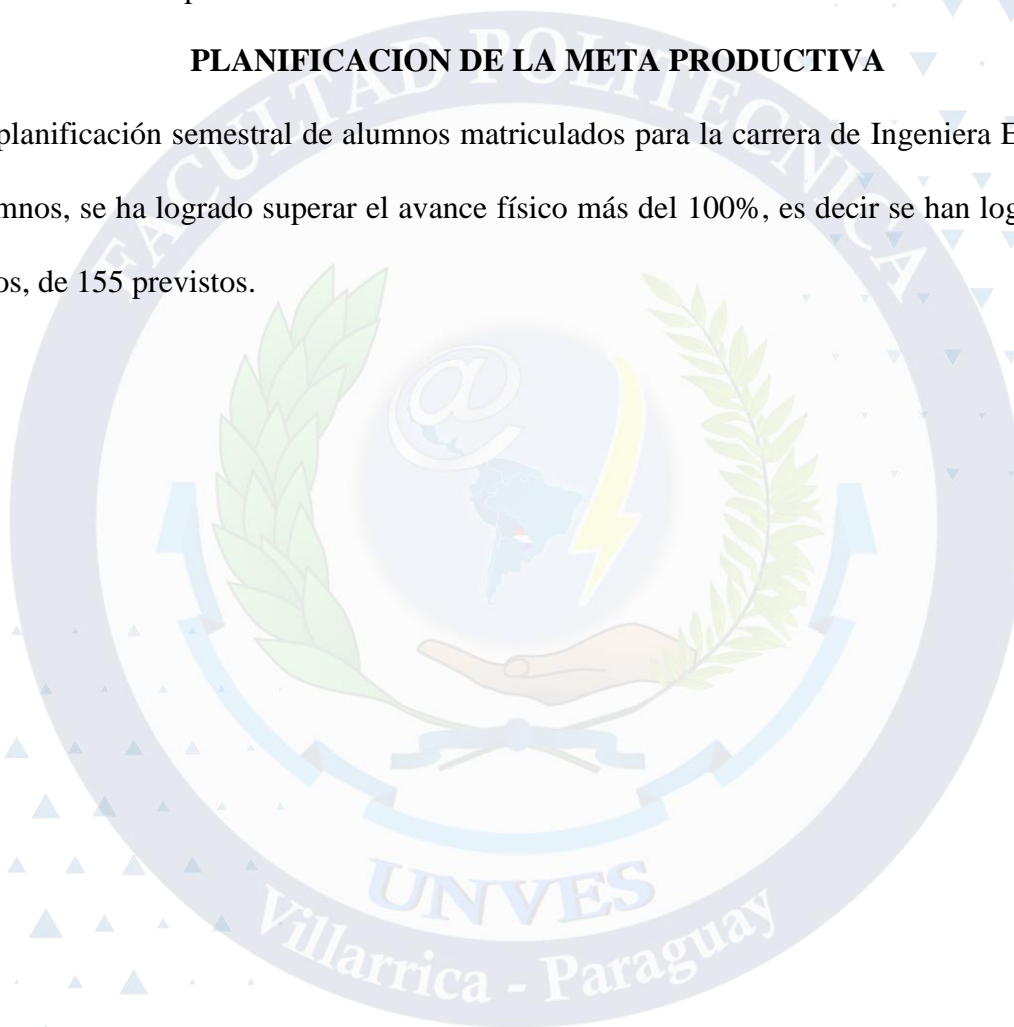 PLANIFICACION DE LA META PRODUCTIVA
planificación semestral de alumnos matriculados para la carrera de Ingeniera E
mnos, se ha logrado superar el avance físico más del 100%, es decir se han log
os, de 155 previstos.
FACULTAD POLITECNICA
@
UNVES
Villarrica - Paraguay